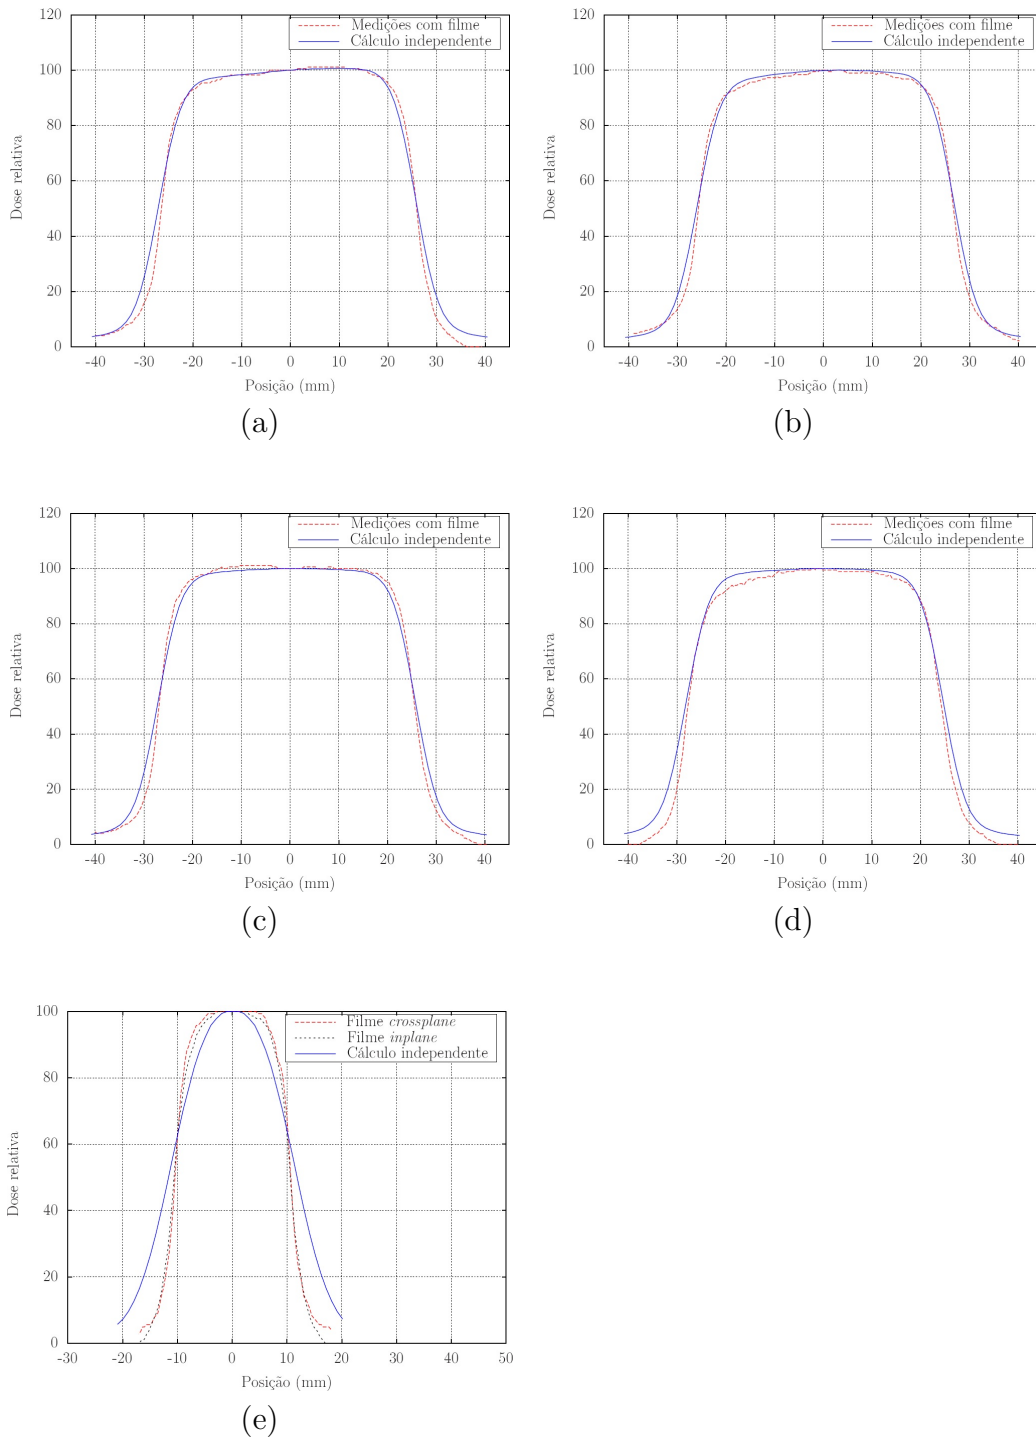 120
100
80
60
40
20
0
Dose relativa
Medições com filme
Cálculo independente
-40 -30 -20 -10 0 10 20 30 40
Posição (mm)
(a)
120
100
80
60
40
20
0
Dose relativa
Medições com filme
Cálculo independente
-40 -30 -20 -10 0 10 20 30 40
Posição (mm)
(b)
120
100
80
60
40
20
0
Dose relativa
Medições com filme
Cálculo independente
-40 -30 -20 -10 0 10 20 30 40
Posição (mm)
(c)
120
100
80
60
40
20
0
Dose relativa
Medições com filme
Cálculo independente
-40 -30 -20 -10 0 10 20 30 40
Posição (mm)
(d)
100
80
60
40
20
0
Dose relativa
Filme crossplane
Filme inplane
Cálculo independente
-30 -20 -10 0 10 20 30 40 50
Posição (mm)
(e)